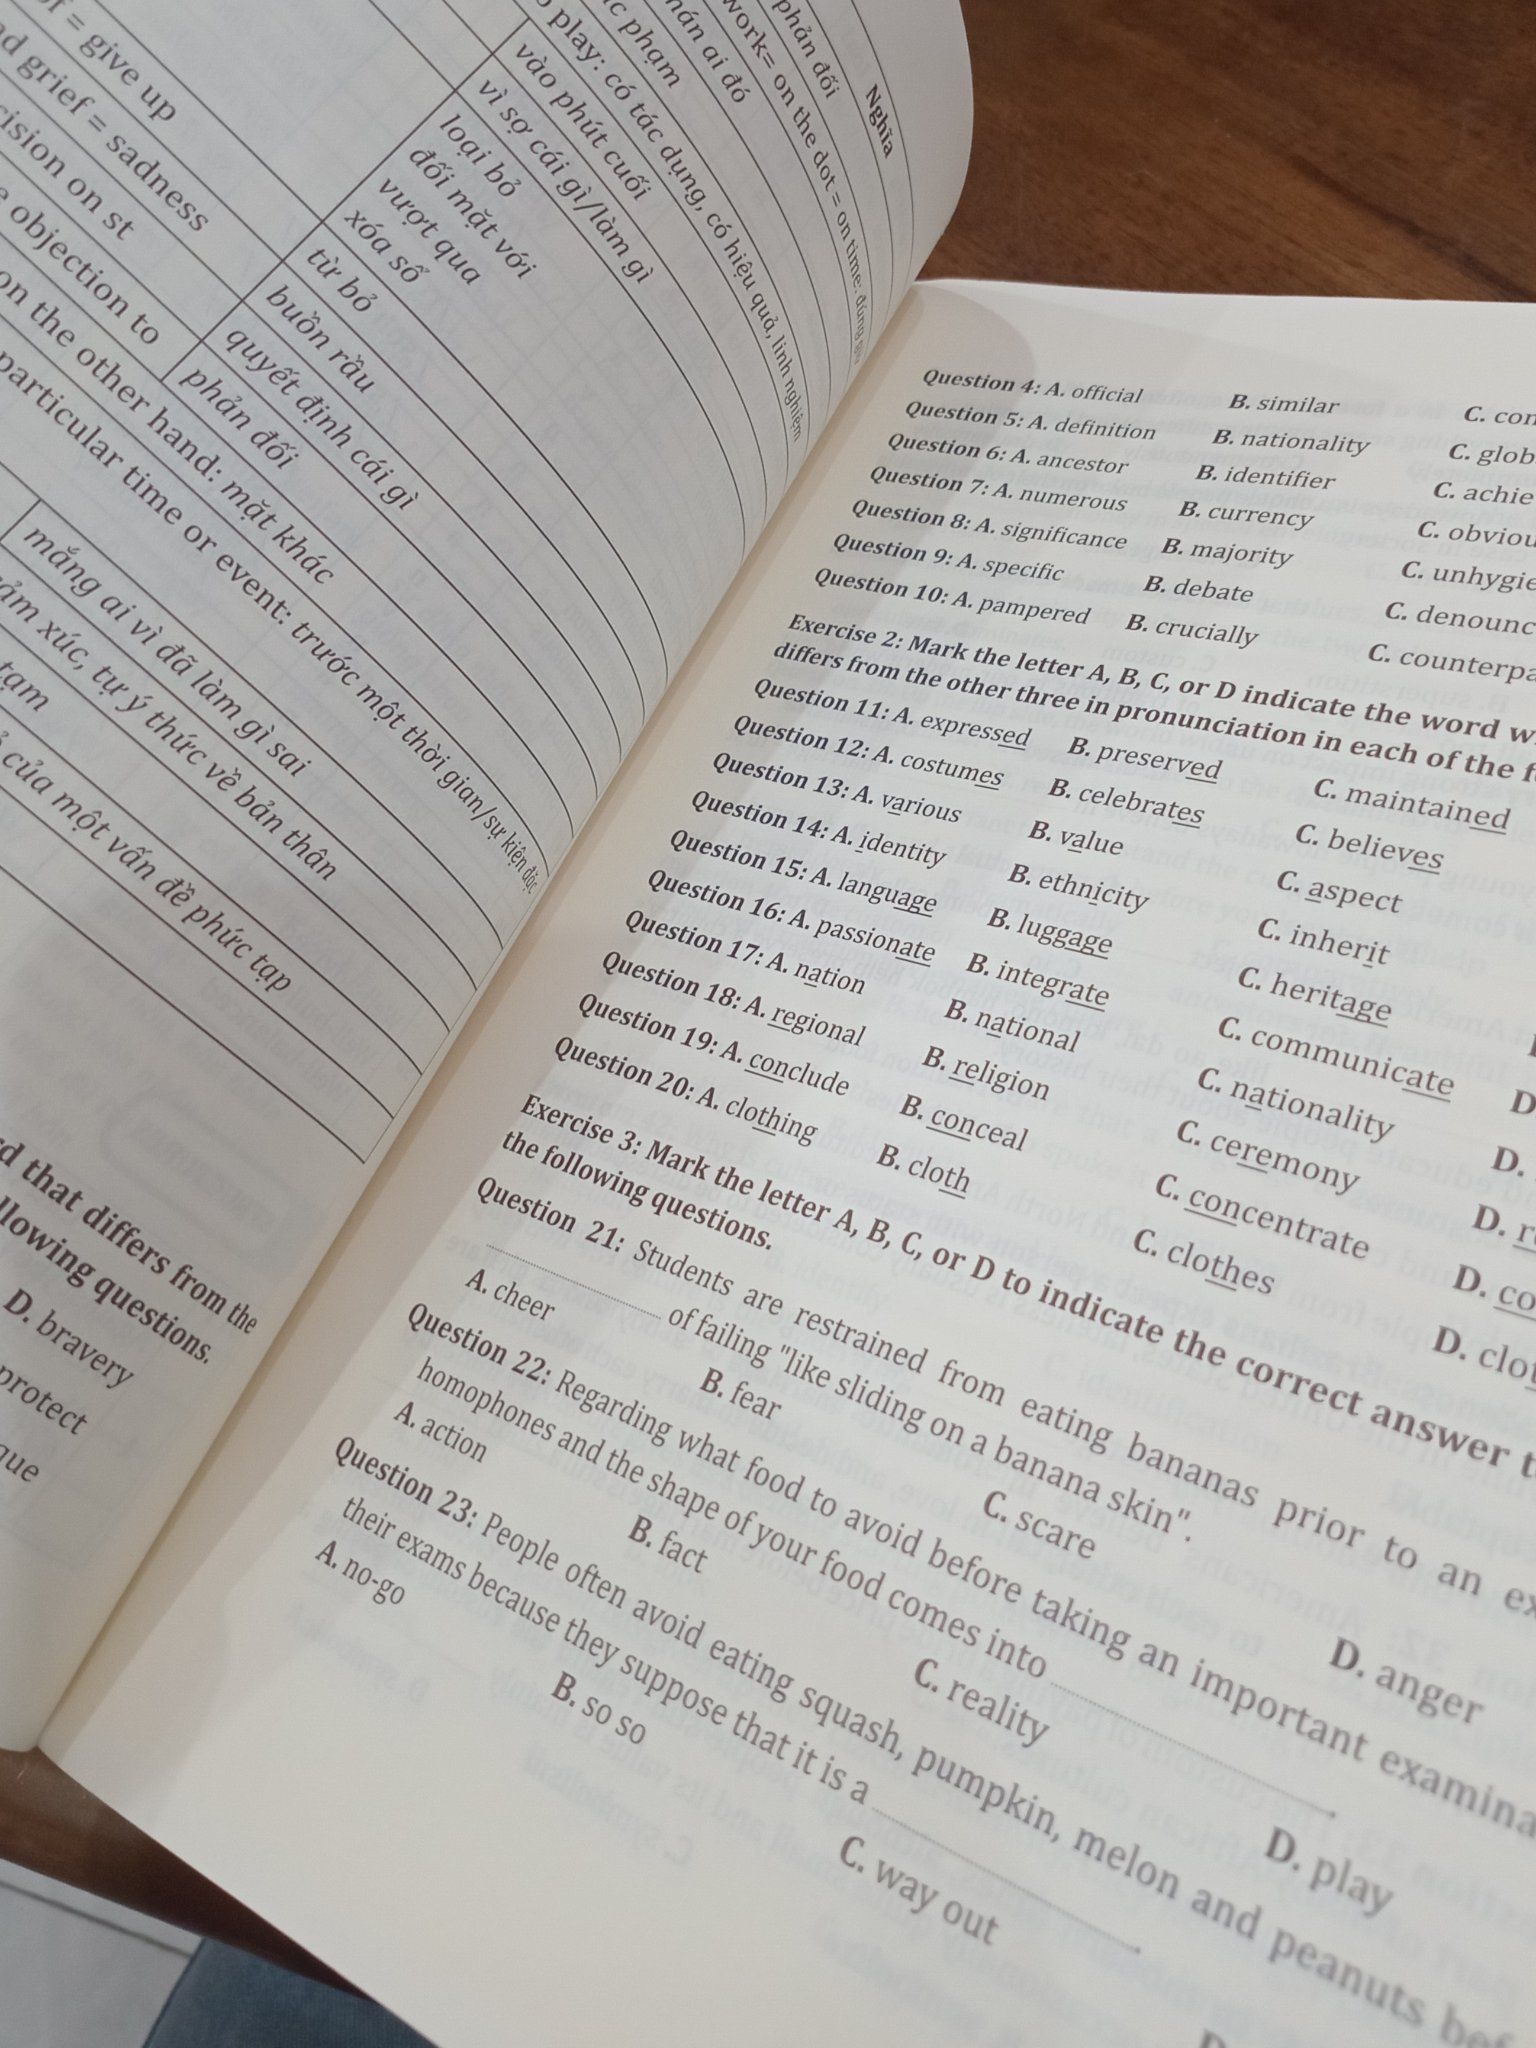 = give up
grief = sadness
on st
objection to
on the other hand: mặt khác
particular time or event: trước một thời gian/sự kiện đặc
Nghĩa
phản đối
work= on the dot = on time: đúng giờ
ai đó
phạm
play: có tác dụng, có hiệu quả, linh nghiệm
vào phút cuối
vì sợ cái gì/làm gì
loại bỏ
đối mặt với
vượt qua
xóa sổ
từ bỏ
buồn rầu
quyết định cái gì
phản đối
mắng ai vì đã làm gì sai
xúc, tự ý thức về bản thân
tạm
của một vấn đề phức tạp
that differs from the
following questions.
D. bravery
protect
Question 4: A. official B. similar C.
Question 5: A. definition B. nationality C.
Question 6: A. ancestor B. identifier C.
Question 7: A. numerous B. currency C.
Question 8: A. significance B. majority C.
Question 9: A. specific B. debate C.
Question 10: A. pampered B. crucially C.
Exercise 2: Mark the letter A, B, C, or D indicate the word
differs from the other three in pronunciation in each of the
Question 11: A. expressed B. preserved C. maintained
Question 12: A. costumes B. celebrates C. believes
Question 13: A. various B. value C. aspect
Question 14: A. identity B. ethnicity C. inherit
Question 15: A. language B. luggage C. heritage
Question 16: A. passionate B. integrate C. communicate D.
Question 17: A. nation B. national C. nationality D.
Question 18: A. regional B. religion C. ceremony D.
Question 19: A. conclude B. conceal C. concentrate D.
Question 20: A. clothing B. cloth C. clothes D.
Exercise 3: Mark the letter A, B, C, or D to indicate the correct answer
the following questions.
Question 21: Students are restrained from eating bananas prior to an
of failing "like sliding on a banana skin".
A. cheer B. fear C. scare D. anger
Question 22: Regarding what food to avoid before taking an important
homophones and the shape of your food comes into
A. action B. fact C. reality D. play
Question 23: People often avoid eating squash, pumpkin, melon and peanuts
their exams because they suppose that it is a
A. no-go B. so so C. way out